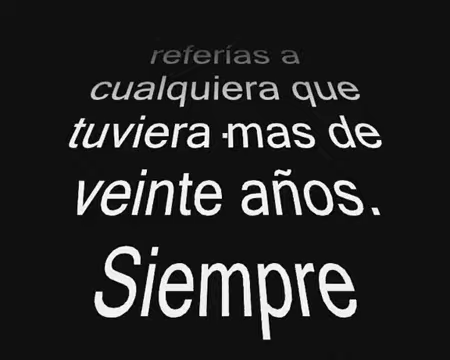 referías a
cualquiera que
tuviera mas de
veinte años.
Siempre